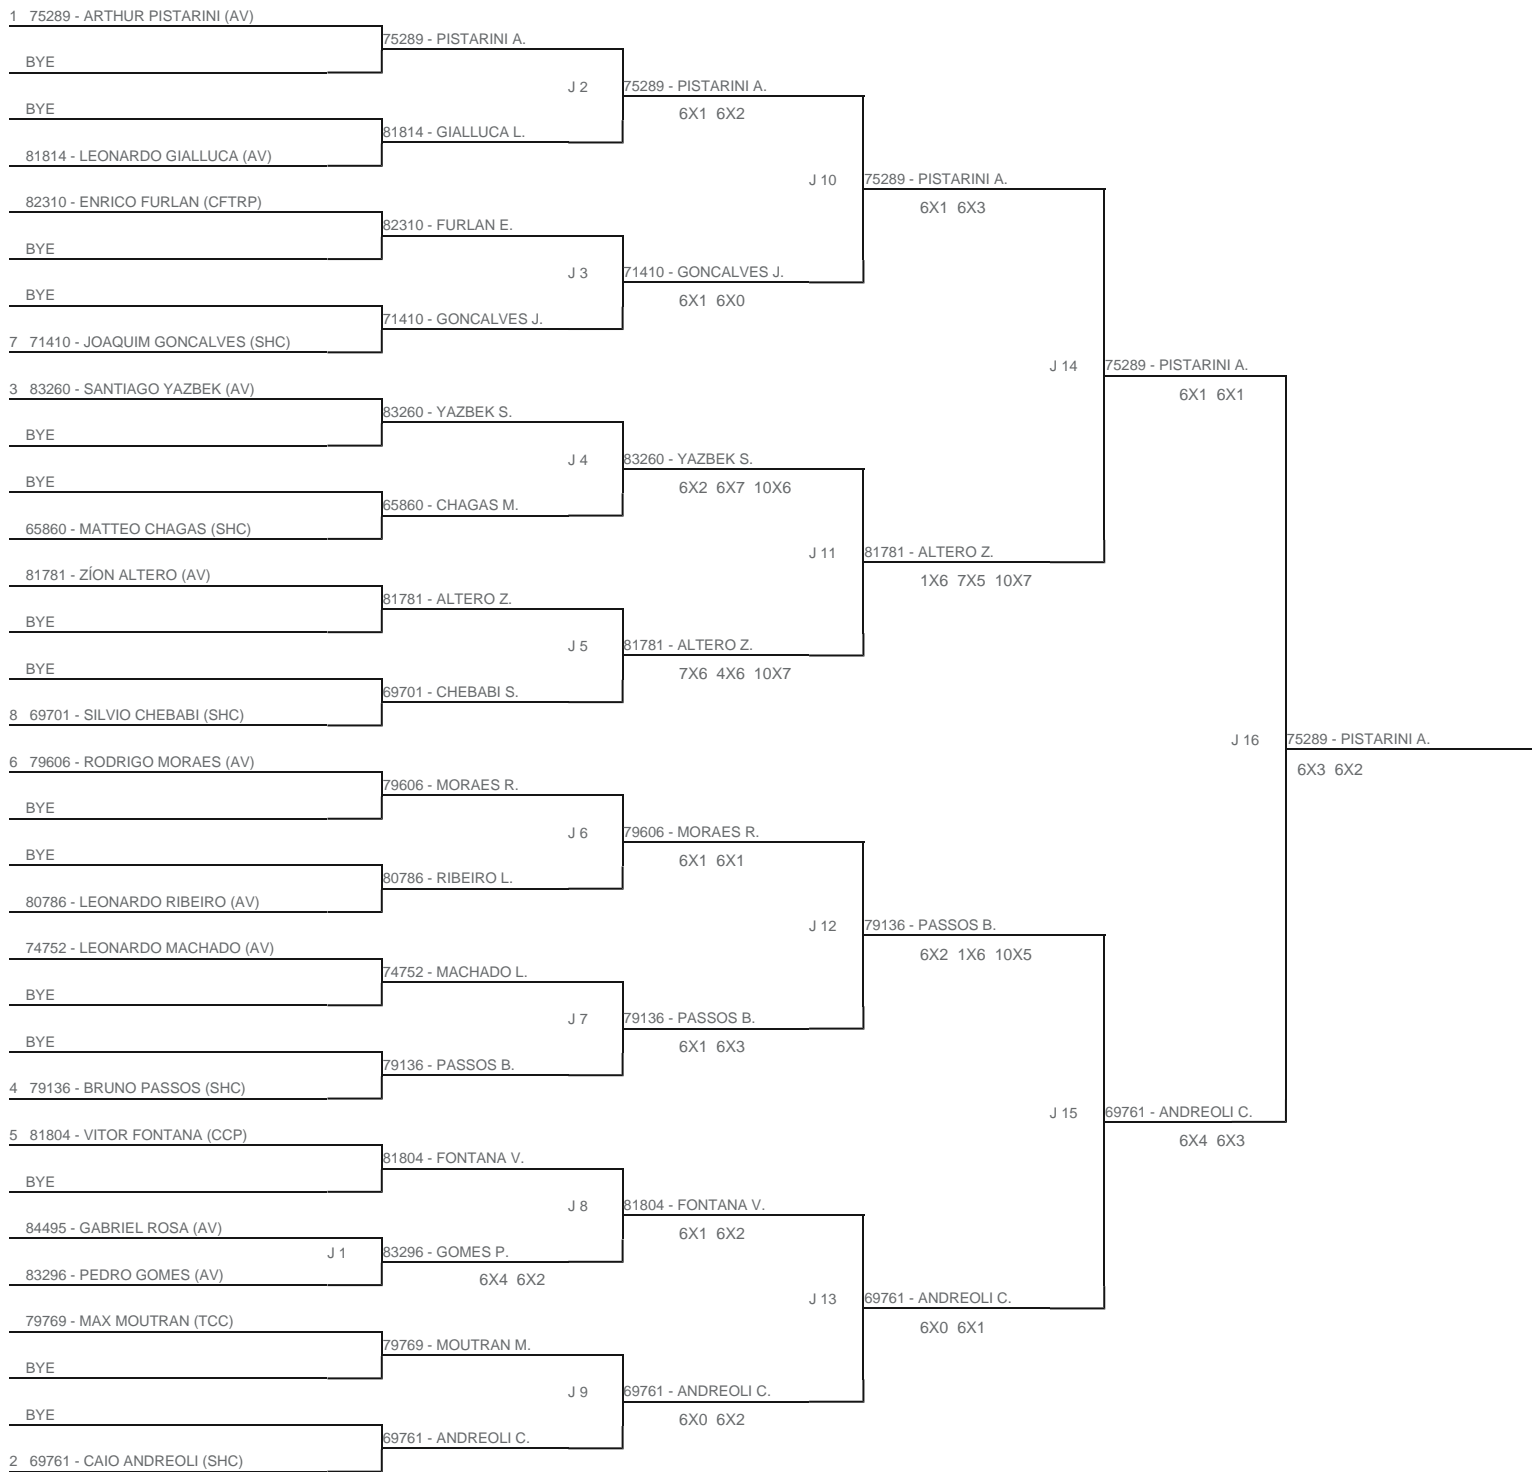 1 75289 - ARTHUR PISTARINI (AV)
75289 - PISTARINI A.
BYE
J 2
75289 - PISTARINI A.
6X1 6X2
BYE
81814 - GIALLUCA L.
81814 - LEONARDO GIALLUCA (AV)
J 10
75289 - PISTARINI A.
6X1 6X3
82310 - ENRICO FURLAN (CFTRP)
82310 - FURLAN E.
BYE
J 3
71410 - GONCALVES J.
6X1 6X0
BYE
71410 - GONCALVES J.
7 71410 - JOAQUIM GONCALVES (SHC)
J 14
75289 - PISTARINI A.
6X1 6X1
3 83260 - SANTIAGO YAZBEK (AV)
83260 - YAZBEK S.
BYE
J 4
83260 - YAZBEK S.
6X2 6X7 10X6
BYE
65860 - CHAGAS M.
65860 - MATTEO CHAGAS (SHC)
J 11
81781 - ALTERO Z.
1X6 7X5 10X7
81781 - ZÍON ALTERO (AV)
81781 - ALTERO Z.
BYE
J 5
81781 - ALTERO Z.
7X6 4X6 10X7
BYE
69701 - CHEBABI S.
8 69701 - SILVIO CHEBABI (SHC)
J 16
75289 - PISTARINI A.
6X3 6X2
6 79606 - RODRIGO MORAES (AV)
79606 - MORAES R.
BYE
J 6
79606 - MORAES R.
6X1 6X1
BYE
80786 - RIBEIRO L.
80786 - LEONARDO RIBEIRO (AV)
J 12
79136 - PASSOS B.
6X2 1X6 10X5
74752 - LEONARDO MACHADO (AV)
74752 - MACHADO L.
BYE
J 7
79136 - PASSOS B.
6X1 6X3
BYE
79136 - PASSOS B.
4 79136 - BRUNO PASSOS (SHC)
J 15
69761 - ANDREOLI C.
6X4 6X3
5 81804 - VITOR FONTANA (CCP)
81804 - FONTANA V.
BYE
J 8
81804 - FONTANA V.
6X1 6X2
84495 - GABRIEL ROSA (AV)
J 1
83296 - GOMES P.
6X4 6X2
83296 - PEDRO GOMES (AV)
J 13
69761 - ANDREOLI C.
6X0 6X1
79769 - MAX MOUTRAN (TCC)
79769 - MOUTRAN M.
BYE
J 9
69761 - ANDREOLI C.
6X0 6X2
BYE
69761 - ANDREOLI C.
2 69761 - CAIO ANDREOLI (SHC)